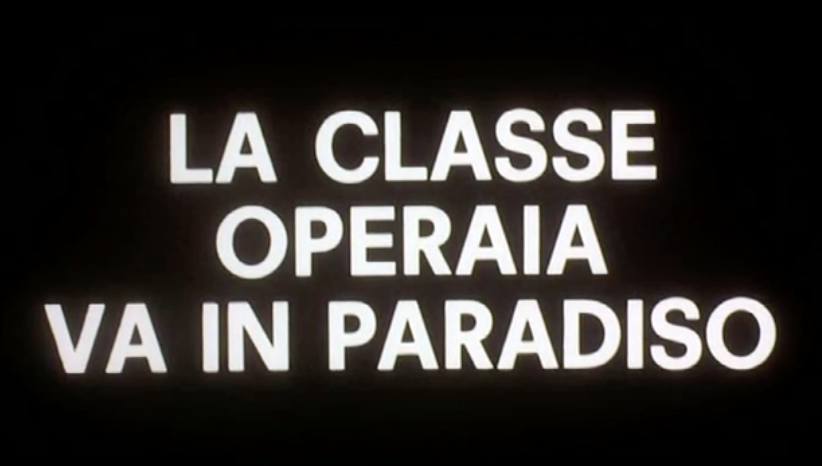 LA CLASSE
OPERAIA
VA IN PARADISO